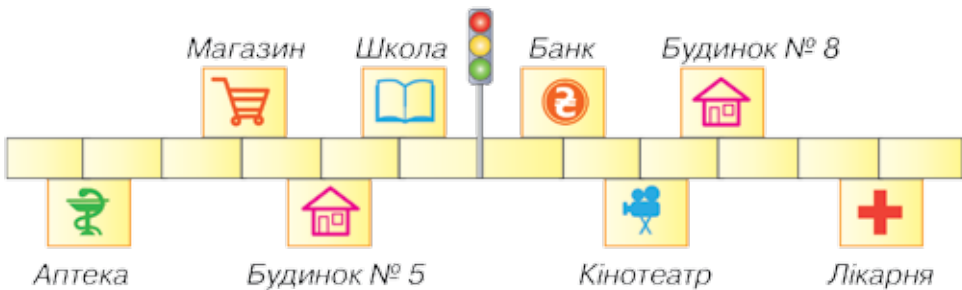 Магазин Школа Банк Будинок № 8
Аптека Будинок № 5 Кінотеатр Лікарня